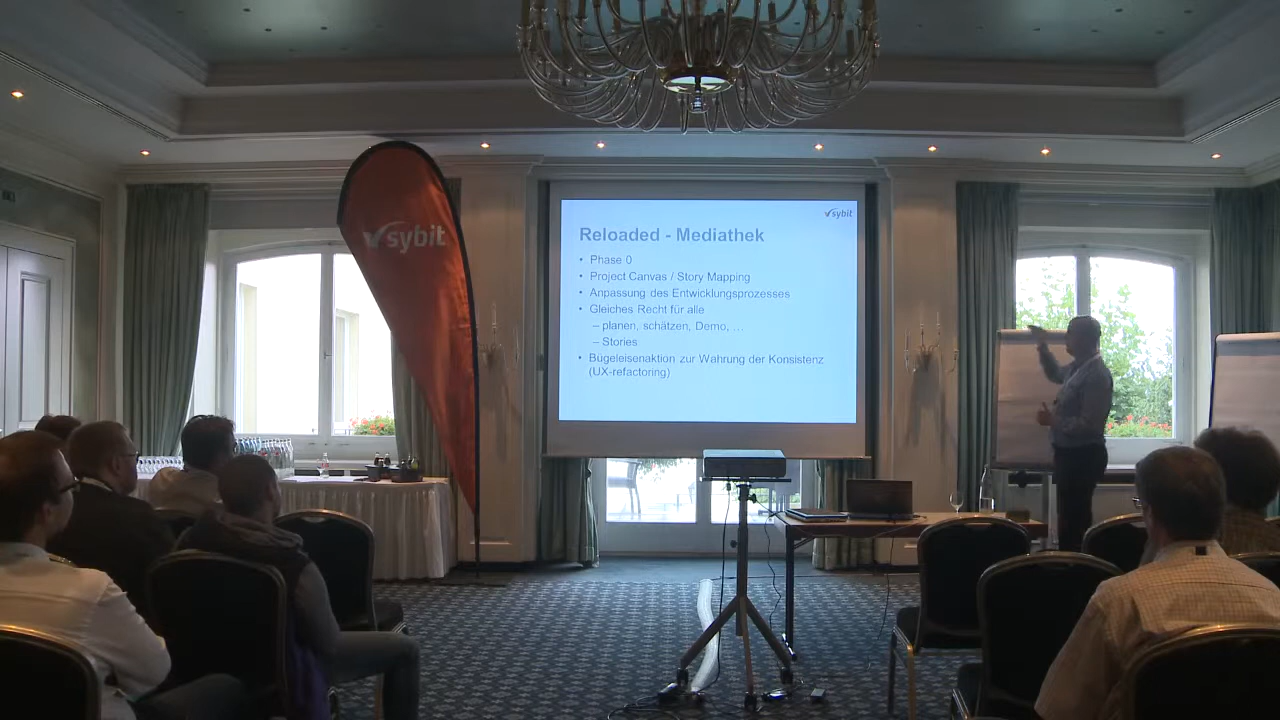 sybit
sybit
Reloaded - Mediathek
• Phase 0
• Project Canvas / Story Mapping
• Anpassung des Entwicklungsprozesses
• Gleiches Recht für alle
– planen, schätzen, Demo, …
– Stories
• Bügeleisenaktion zur Wahrung der Konsistenz
(UX-refactoring)